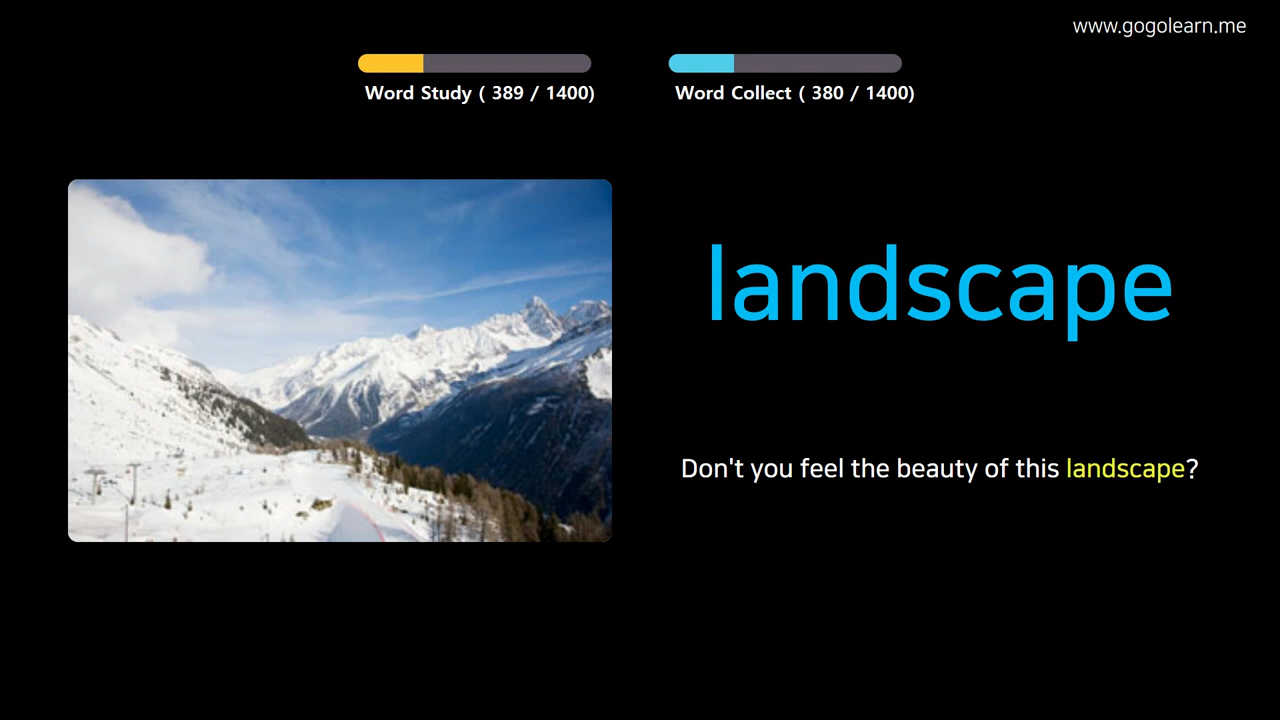 www.gogolearn.me
Word Study ( 389 / 1400)
Word Collect ( 380 / 1400)
landscape
Don't you feel the beauty of this landscape?